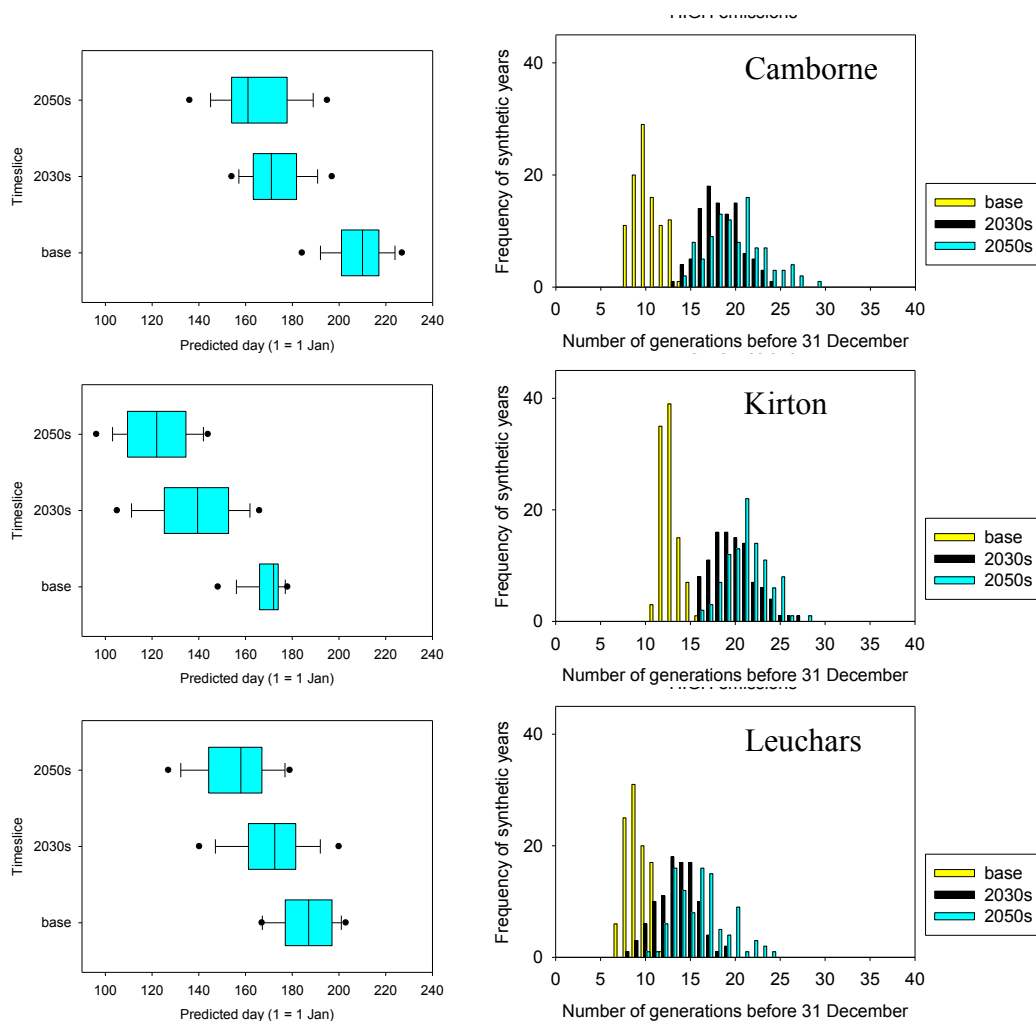 2050s
2030s
base
Timeslice
100 120 140 160 180 200 220 240
Predicted day (1 = 1 Jan)
Camborne
40
20
0
Frequency of synthetic years
0 5 10 15 20 25 30 35 40
Number of generations before 31 December
base
2030s
2050s
2050s
2030s
base
Timeslice
100 120 140 160 180 200 220 240
Predicted day (1 = 1 Jan)
Kirton
40
20
0
Frequency of synthetic years
0 5 10 15 20 25 30 35 40
Number of generations before 31 December
base
2030s
2050s
2050s
2030s
base
Timeslice
100 120 140 160 180 200 220 240
Predicted day (1 = 1 Jan)
emissions
Leuchars
40
20
0
Frequency of synthetic years
0 5 10 15 20 25 30 35 40
Number of generations before 31 December
base
2030s
2050s